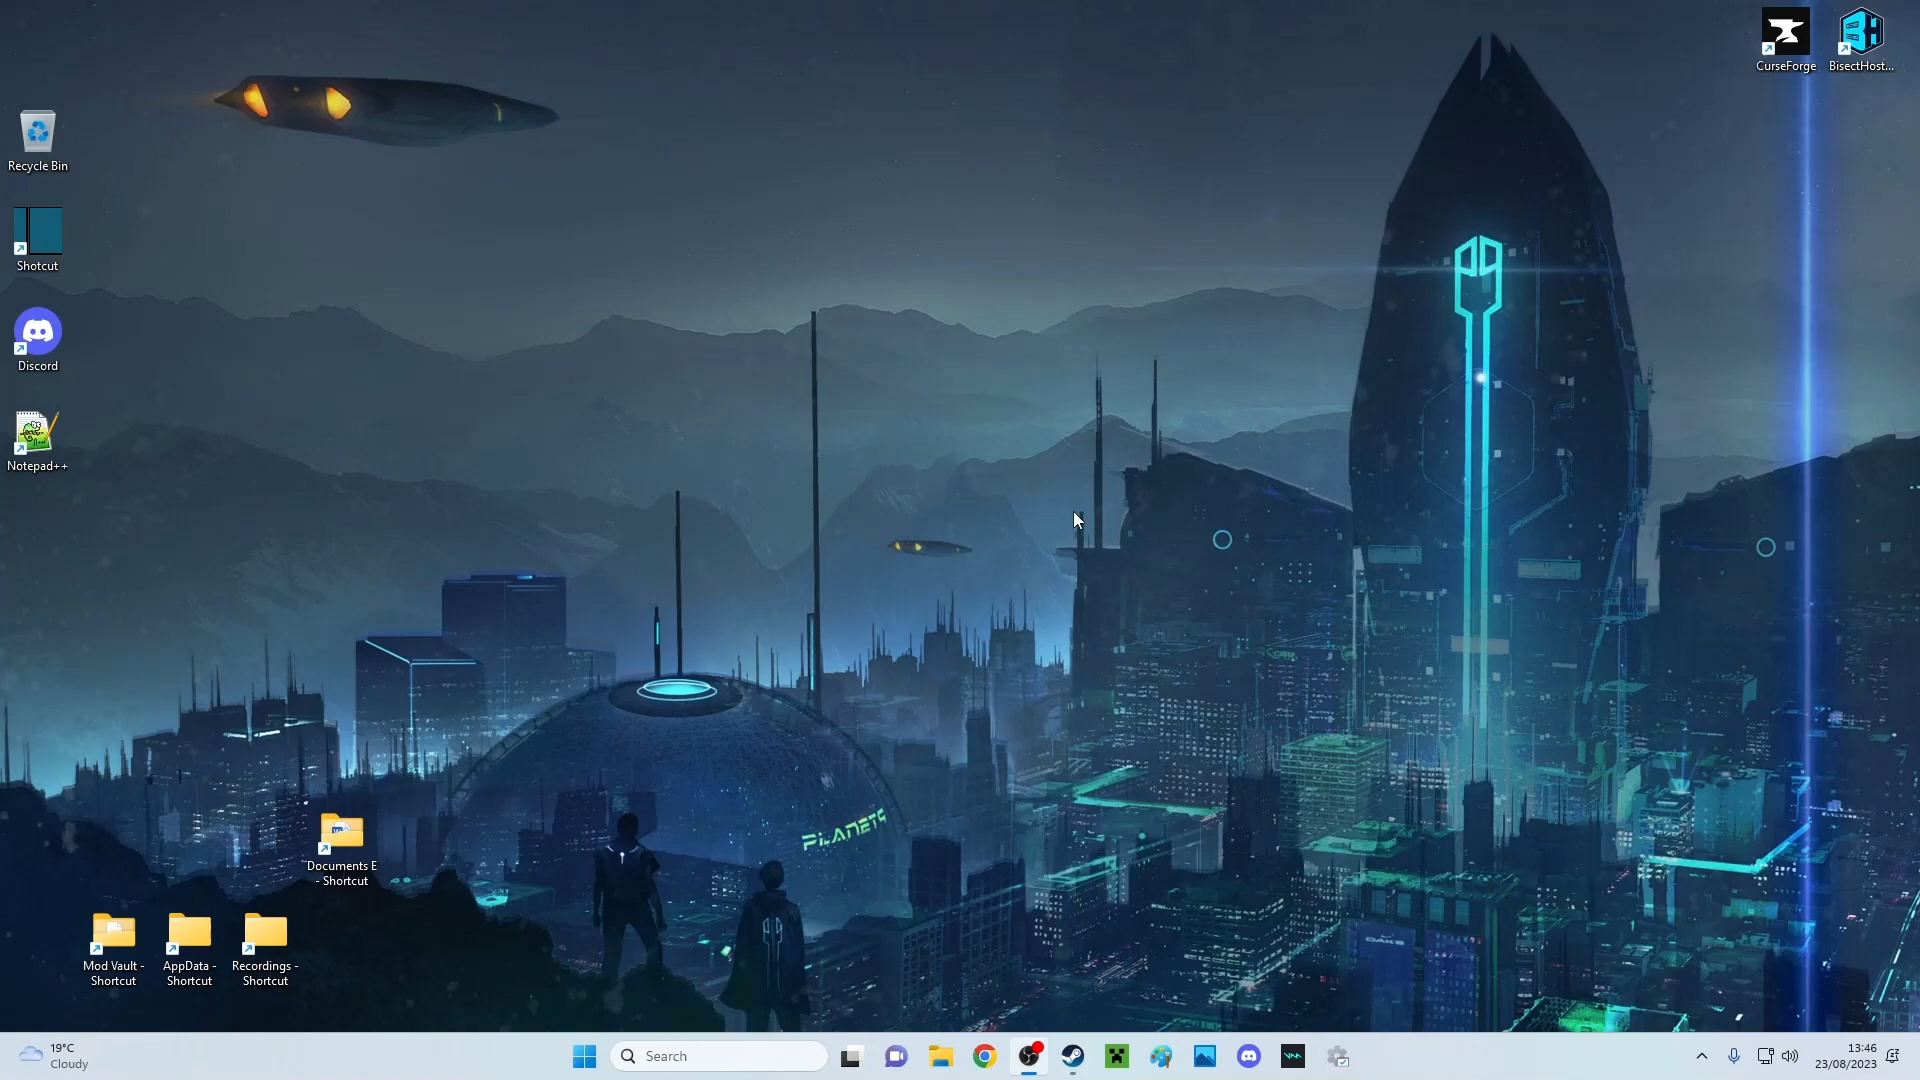 CurseForge
BisectHost...
Recycle Bin
Shotcut
Discord
Notepad++
PLANET9
Documents E
- Shortcut
Mod Vault -
Shortcut
AppData -
Shortcut
Recordings -
Shortcut
19°C
Cloudy
Search
13:46
23/08/2023